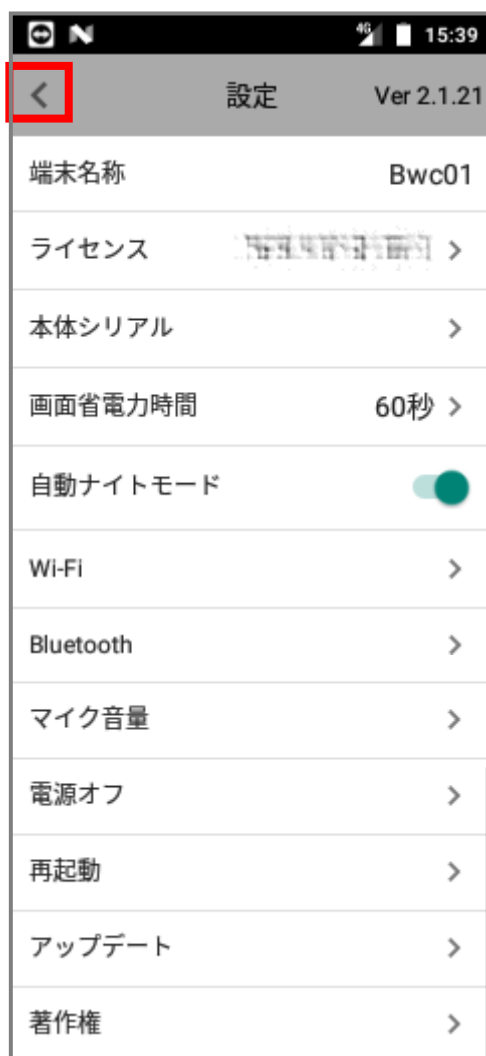 4G 15:39
設定 Ver 2.1.21
端末名称 Bwc01
ライセンス
本体シリアル
画面省電力時間 60秒
自動ナイトモード
Wi-Fi
Bluetooth
マイク音量
電源オフ
再起動
アップデート
著作権